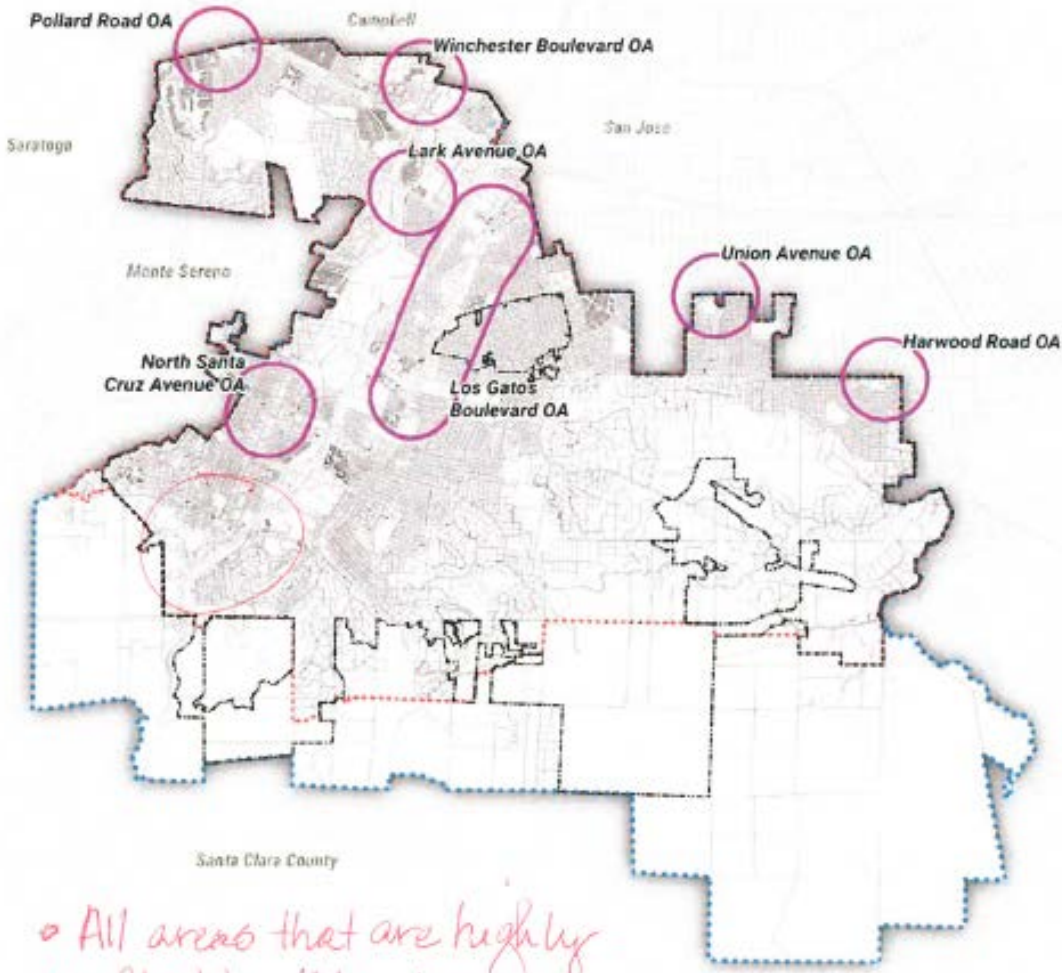 Pollard Road OA
Campbell
Winchester Boulevard OA
Saratoga
San Jose
Lark Avenue OA
Monte Sereno
Union Avenue OA
North Santa
Cruz Avenue OA
Harwood Road OA
Los Gatos
Boulevard OA
Santa Clara County
• All areas that are highly